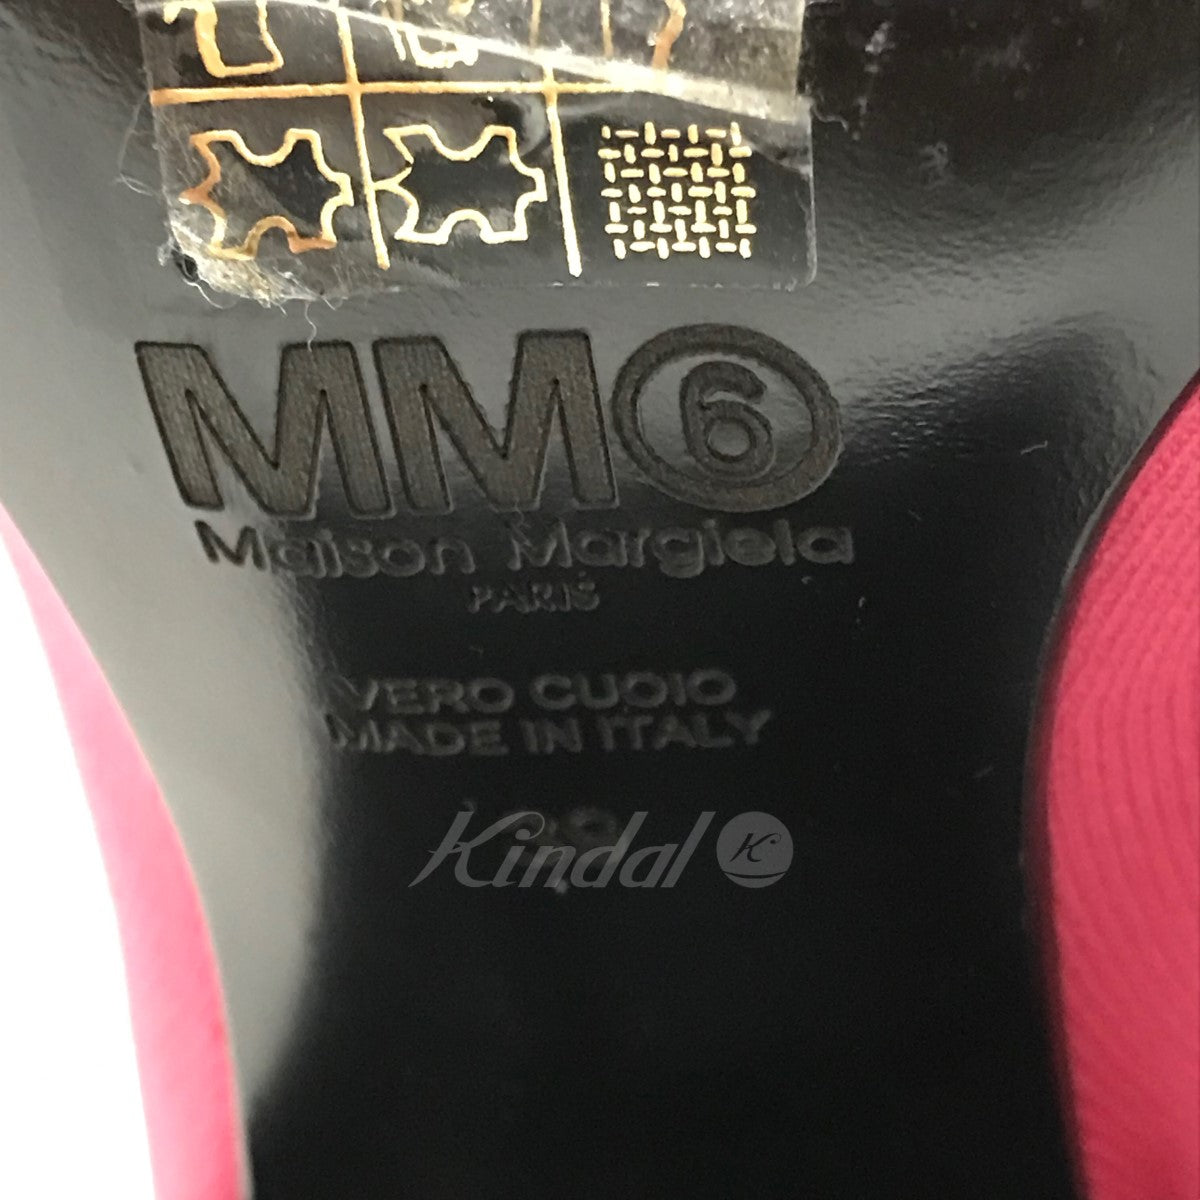 MM6
Maison Margiela
PARIS
VERO CUOIO
MADE IN ITALY
Kindal K